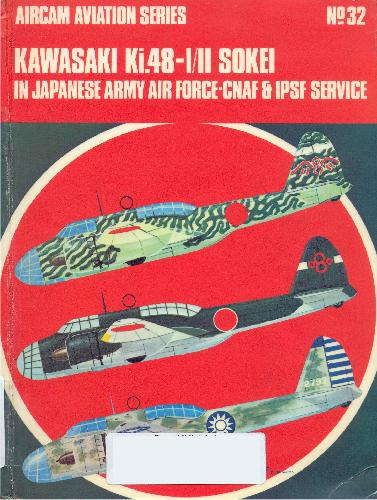 AIRCAM AVIATION SERIES Nº32
KAWASAKI Ki.48-I/II SOKEI
IN JAPANESE ARMY AIR FORCE-CNAF & IPSF SERVICE